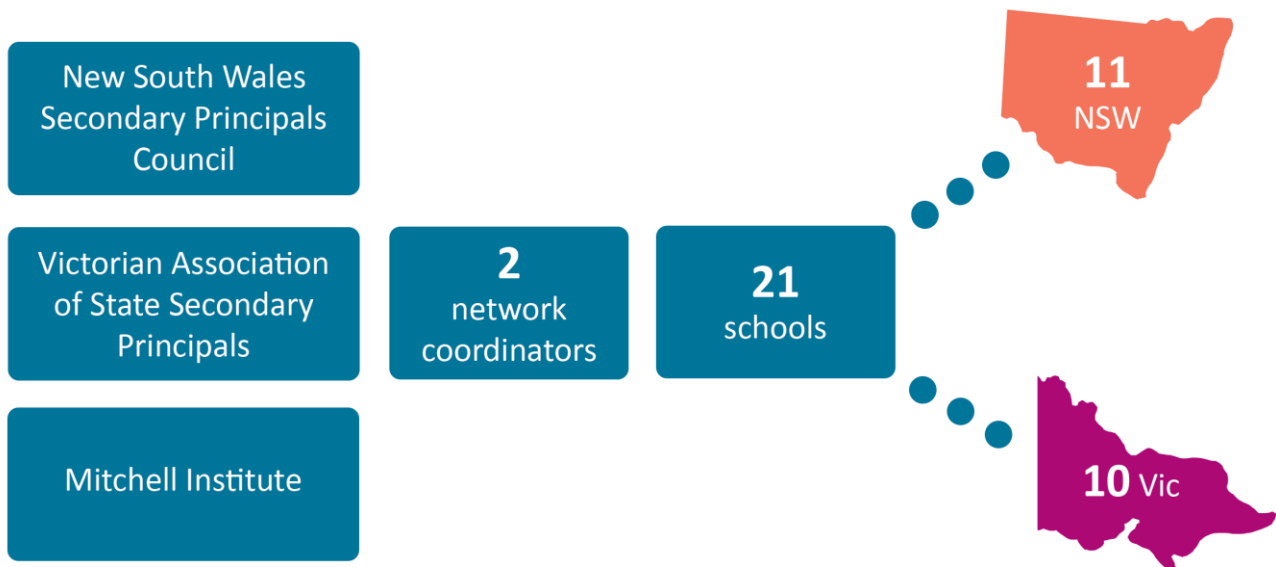 New South Wales
Secondary Principals
Council
Victorian Association
of State Secondary
Principals
Mitchell Institute
2
network
coordinators
21
schools
11
NSW
10 Vic